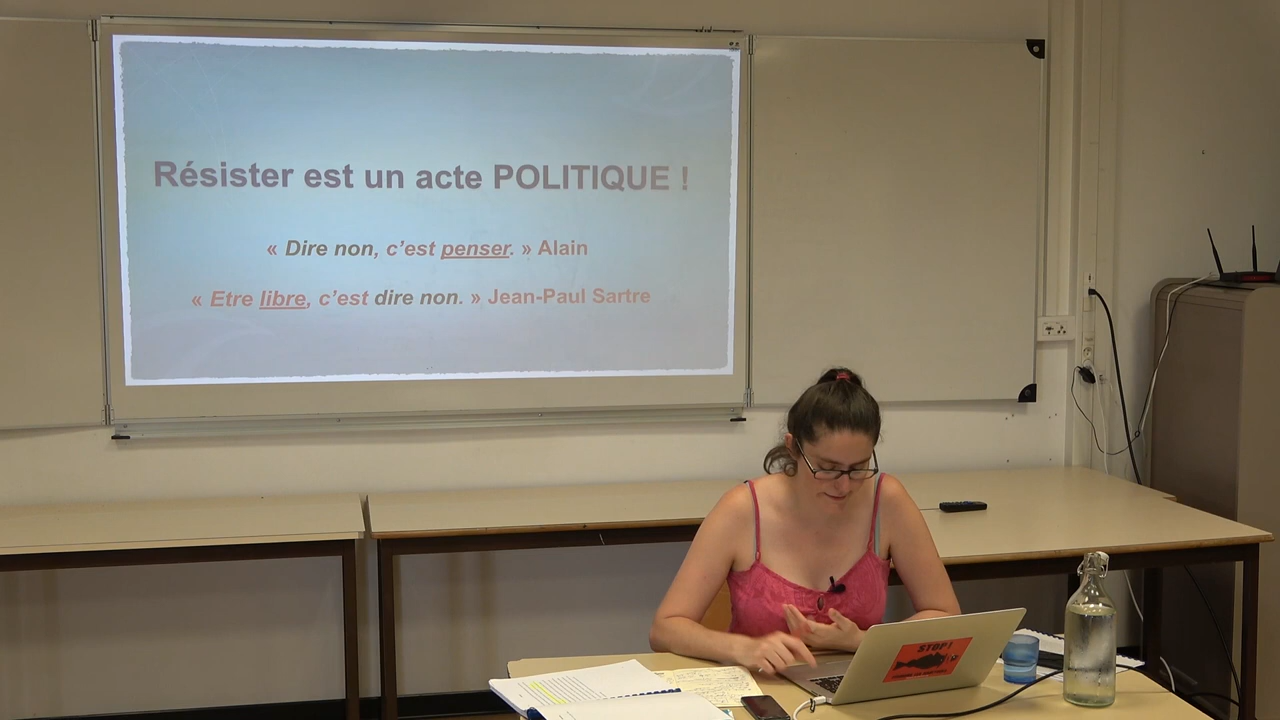 Résister est un acte POLITIQUE !
« Dire non, c’est penser. » Alain
« Etre libre, c’est dire non. » Jean-Paul Sartre
STOP!